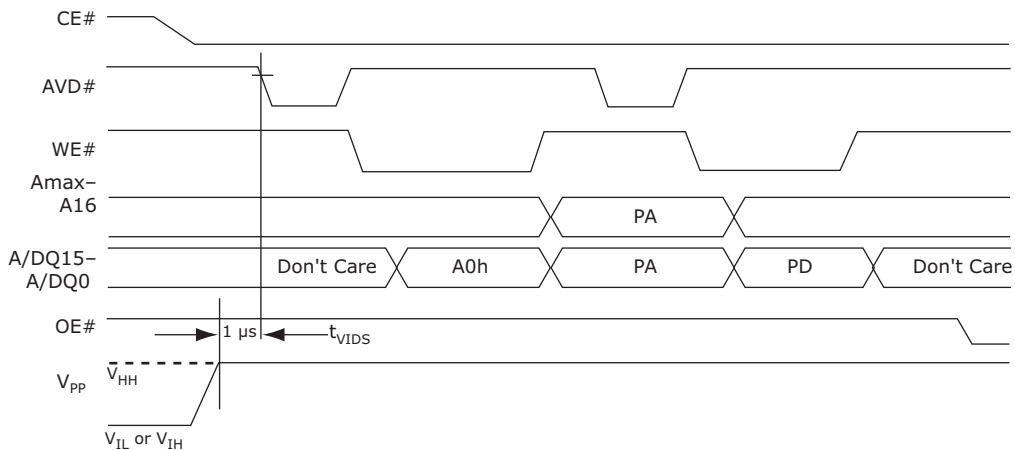 CE#
AVD#
WE#
Amax–
A16
PA
A/DQ15–
A/DQ0
Don't Care
A0h
PA
PD
Don't Care
OE#
1 µs
tVIDS
VPP
VHH
VIL or VIH